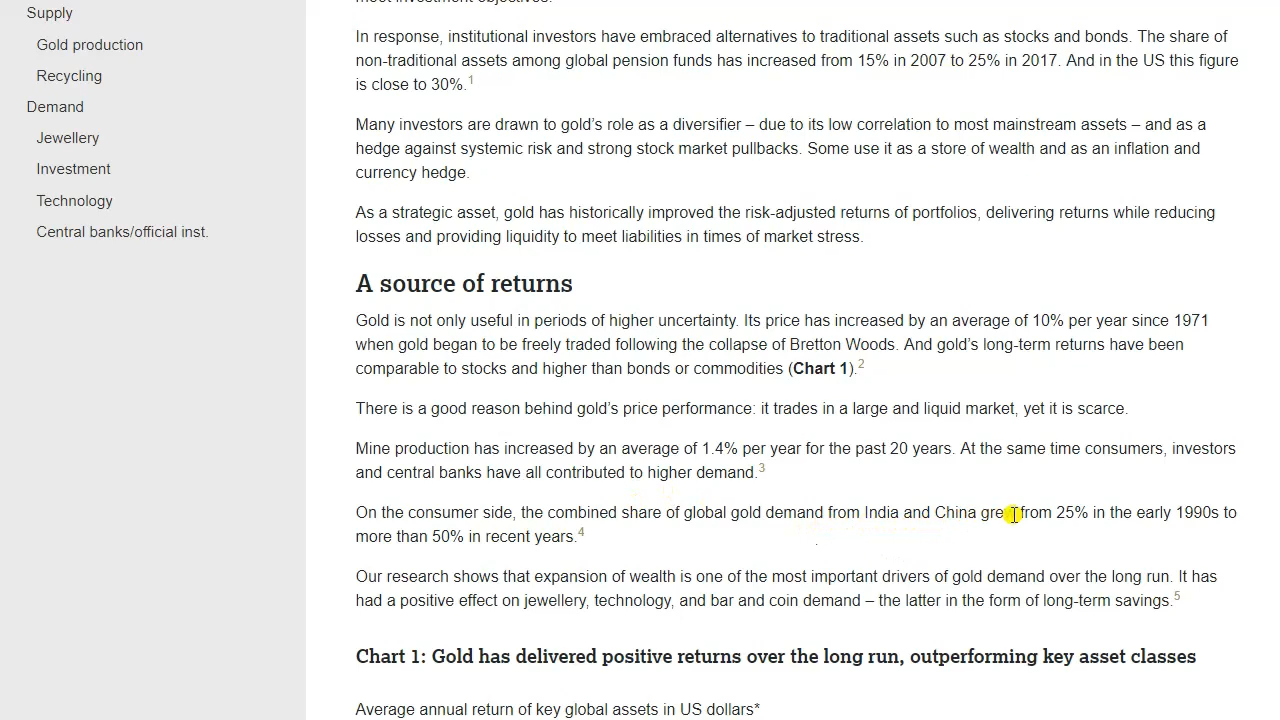 Supply
Gold production
Recycling
Demand
Jewellery
Investment
Technology
Central banks/official inst.
meet investment objectives.
In response, institutional investors have embraced alternatives to traditional assets such as stocks and bonds. The share of
non-traditional assets among global pension funds has increased from 15% in 2007 to 25% in 2017. And in the US this figure
is close to 30%.1
Many investors are drawn to gold’s role as a diversifier – due to its low correlation to most mainstream assets – and as a
hedge against systemic risk and strong stock market pullbacks. Some use it as a store of wealth and as an inflation and
currency hedge.
As a strategic asset, gold has historically improved the risk-adjusted returns of portfolios, delivering returns while reducing
losses and providing liquidity to meet liabilities in times of market stress.
A source of returns
Gold is not only useful in periods of higher uncertainty. Its price has increased by an average of 10% per year since 1971
when gold began to be freely traded following the collapse of Bretton Woods. And gold’s long-term returns have been
comparable to stocks and higher than bonds or commodities (Chart 1).2
There is a good reason behind gold’s price performance: it trades in a large and liquid market, yet it is scarce.
Mine production has increased by an average of 1.4% per year for the past 20 years. At the same time consumers, investors
and central banks have all contributed to higher demand.3
On the consumer side, the combined share of global gold demand from India and China grew from 25% in the early 1990s to
more than 50% in recent years.4
Our research shows that expansion of wealth is one of the most important drivers of gold demand over the long run. It has
had a positive effect on jewellery, technology, and bar and coin demand – the latter in the form of long-term savings.5
Chart 1: Gold has delivered positive returns over the long run, outperforming key asset classes
Average annual return of key global assets in US dollars*